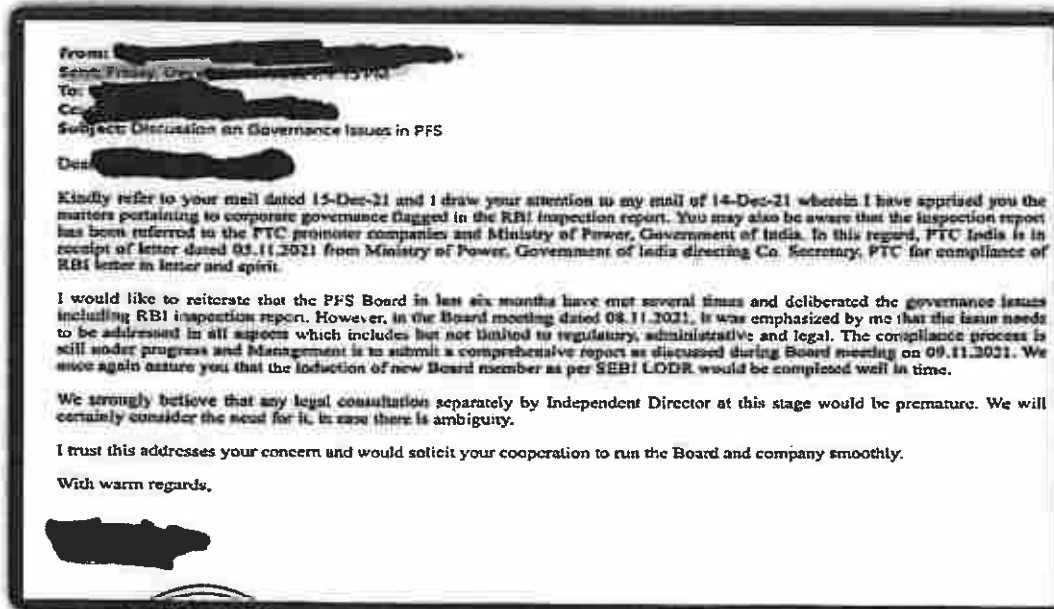 From:
Sent: Friday,
To:
Cc:
Subject: Discussion on Governance Issues in PFS
Kindly refer to your mail dated 15-Dec-21 and I draw your attention to my mail of 14-Dec-21 wherein I have apprised you the
matters pertaining to corporate governance flagged in the RBI inspection report. You may also be aware that the inspection report
has been referred to the PTC promoter companies and Ministry of Power, Government of India. In this regard, PTC India is in
receipt of letter dated 03.11.2021 from Ministry of Power, Government of India directing Co. Secretary, PTC for compliance of
RBI letter in letter and spirit.
I would like to reiterate that the PFS Board in last six months have met several times and deliberated the governance issues
including RBI inspection report. However, in the Board meeting dated 08.11.2021, it was emphasized by me that the issue needs
to be addressed in all aspects which includes but not limited to regulatory, administrative and legal. The compliance process is
still under progress and Management is to submit a comprehensive report as discussed during Board meeting on 09.11.2021. We
once again assure you that the induction of new Board member as per SEBI LODR would be completed well in time.
We strongly believe that any legal consultation separately by Independent Director at this stage would be premature. We will
certainly consider the need for it, in case there is ambiguity.
I trust this addresses your concern and would solicit your cooperation to run the Board and company smoothly.
With warm regards,